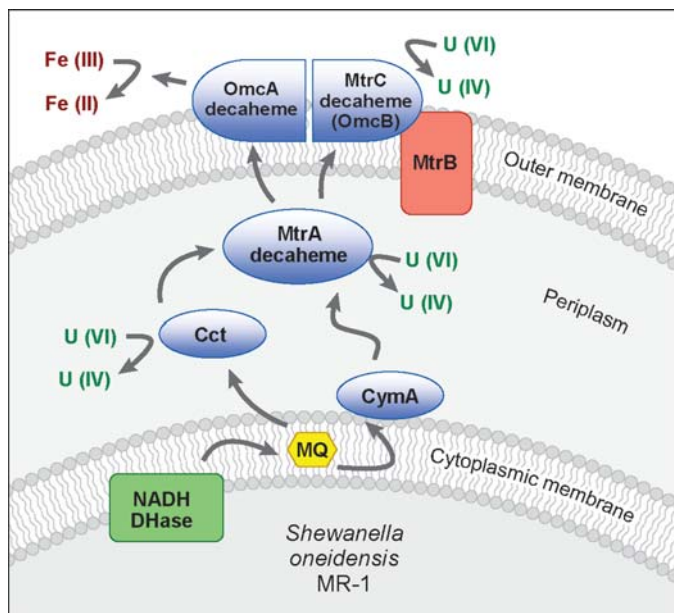 Fe (III)
Fe (II)
OmcA
decaheme
MtrC
decaheme
(OmcB)
U (VI)
U (IV)
MtrB
Outer membrane
MtrA
decaheme
U (VI)
U (IV)
Periplasm
U (VI)
U (IV)
Cct
CymA
MQ
Cytoplasmic membrane
NADH
DHase
Shewanella
oneidensis
MR-1